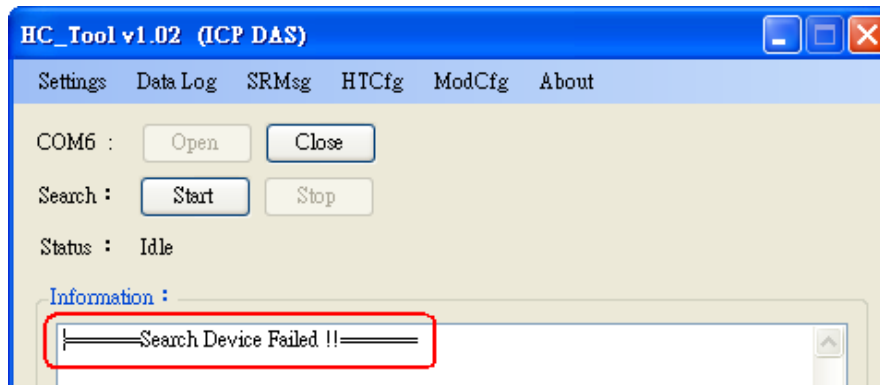 HC_Tool v1.02 (ICP DAS)
Settings Data Log SRMsg HTCfg ModCfg About
COM6 : Open Close
Search : Start Stop
Status : Idle
Information :
======Search Device Failed !!======